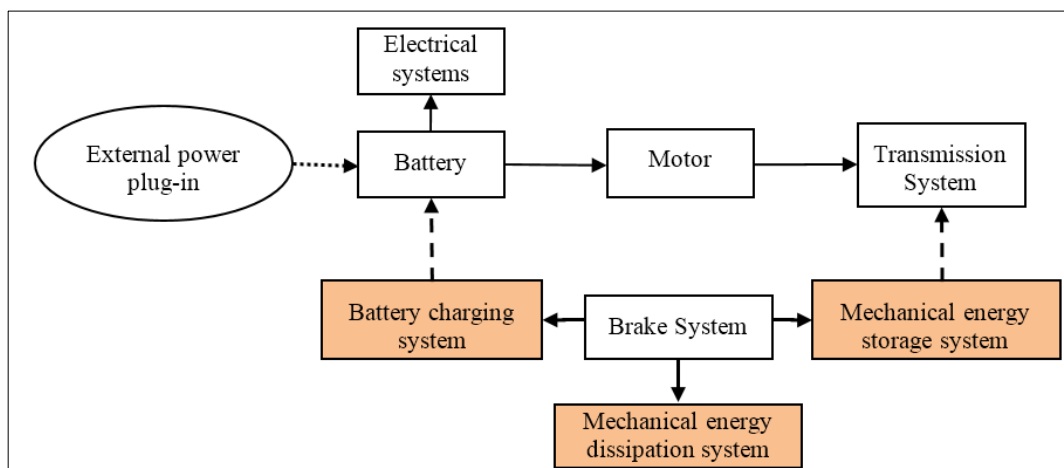 Electrical
systems
External power
plug-in
Battery
Motor
Transmission
System
Battery charging
system
Brake System
Mechanical energy
storage system
Mechanical energy
dissipation system